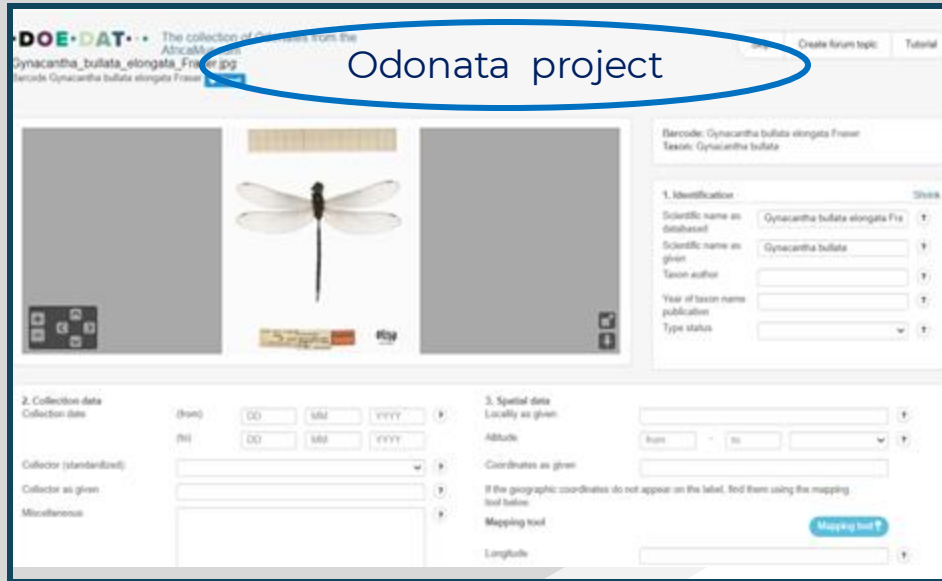 ·DOE·DAT···
The collection of from the
AfricaMuseum
Gynacantha_bullata_elongata_Fraser.jpg
Barcode Gynacantha bullata elongata Fraser
Odonata project
Create forum topic
Tutorial
Barcode: Gynacantha bullata elongata Fraser
Taxon: Gynacantha bullata
1. Identification
Shrink
Scientific name as databased
Gynacantha bullata elongata Fra
?
Scientific name as given
Gynacantha bullata
?
Taxon author
?
Year of taxon name publication
?
Type status
?
2. Collection data
Collection date
(from)
DD
MM
YYYY
?
(to)
DD
MM
YYYY
Collector (standardized)
?
Collector as given
?
Miscellaneous
?
3. Spatial data
Locality as given
?
Altitude
from
-
to
?
Coordinates as given
If the geographic coordinates do not appear on the label, find them using the mapping
tool below
Mapping tool
Mapping tool
Longitude
?